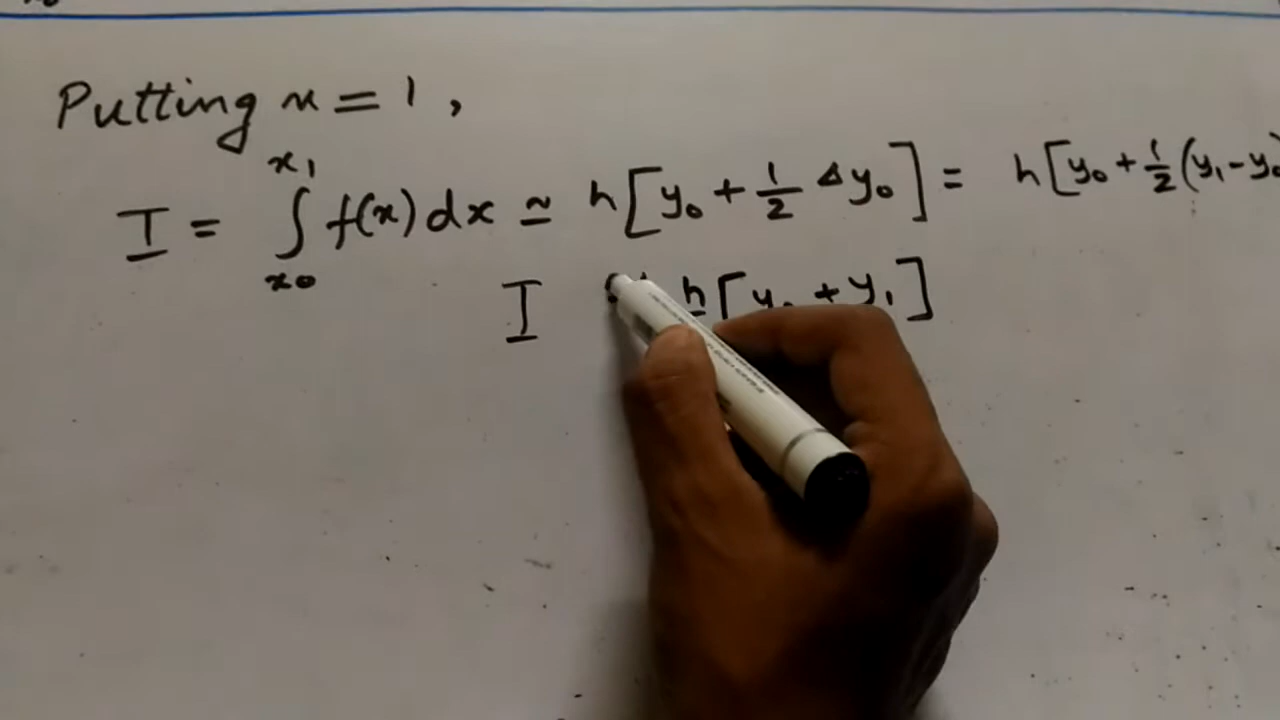 Putting n = 1,
I = ∫_{x0}^{x1} f(x) dx ≃ h[y₀ + 1/2 Δy₀] = h[y₀ + 1/2 (y₁ - y₀
I h[y₀ + y₁]